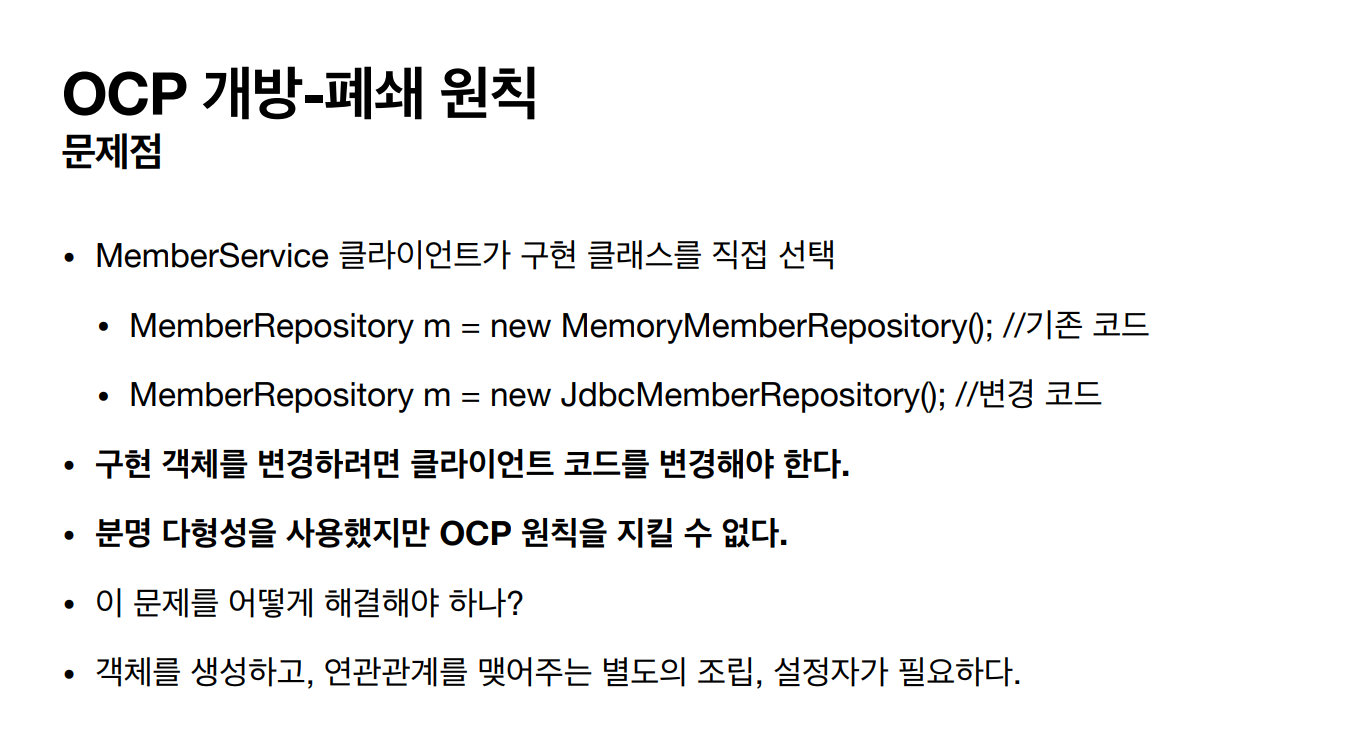 OCP 개방-폐쇄 원칙
문제점
• MemberService 클라이언트가 구현 클래스를 직접 선택
• MemberRepository m = new MemoryMemberRepository(); //기존 코드
• MemberRepository m = new JdbcMemberRepository(); //변경 코드
• 구현 객체를 변경하려면 클라이언트 코드를 변경해야 한다.
• 분명 다형성을 사용했지만 OCP 원칙을 지킬 수 없다.
• 이 문제를 어떻게 해결해야 하나?
• 객체를 생성하고, 연관관계를 맺어주는 별도의 조립, 설정자가 필요하다.